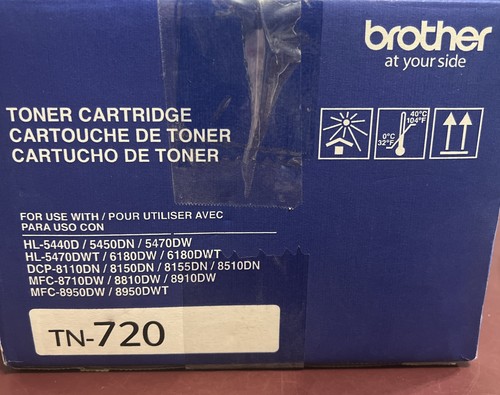 brother
at your side
TONER CARTRIDGE
CARTOUCHE DE TONER
CARTUCHO DE TONER
40°C
104°F
0°C
32°F
FOR USE WITH / POUR UTILISER AVEC
PARA USO CON
HL-5440D / 5450DN / 5470DW
HL-5470DWT / 6180DW / 6180DWT
DCP-8110DN / 8150DN / 8155DN / 8510DN
MFC-8710DW / 8810DW / 8910DW
MFC-8950DW / 8950DWT
TN-720